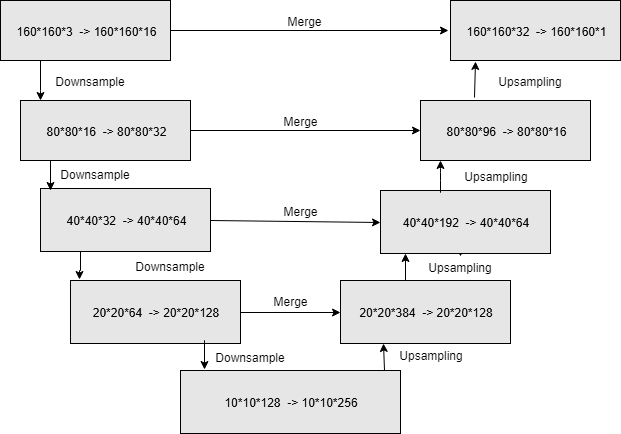 160*160*3 -> 160*160*16
Merge
160*160*32 -> 160*160*1
Downsample
Upsampling
80*80*16 -> 80*80*32
Merge
80*80*96 -> 80*80*16
Downsample
Upsampling
40*40*32 -> 40*40*64
Merge
40*40*192 -> 40*40*64
Downsample
Upsampling
20*20*64 -> 20*20*128
Merge
20*20*384 -> 20*20*128
Downsample
Upsampling
10*10*128 -> 10*10*256